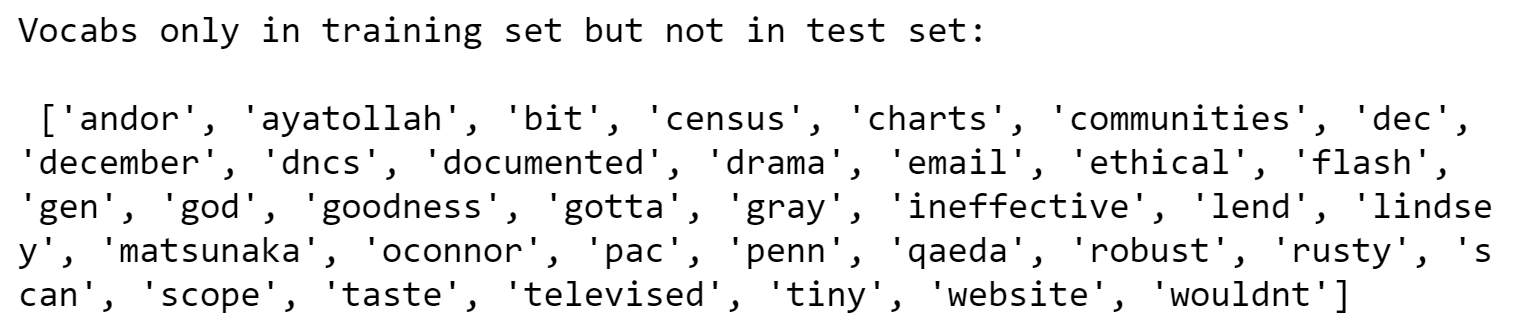 Vocabs only in training set but not in test set:
['andor', 'ayatollah', 'bit', 'census', 'charts', 'communities', 'dec',
'december', 'dncs', 'documented', 'drama', 'email', 'ethical', 'flash',
'gen', 'god', 'goodness', 'gotta', 'gray', 'ineffective', 'lend', 'lindse
y', 'matsunaka', 'oconnor', 'pac', 'penn', 'qaeda', 'robust', 'rusty', 's
can', 'scope', 'taste', 'televised', 'tiny', 'website', 'wouldnt']